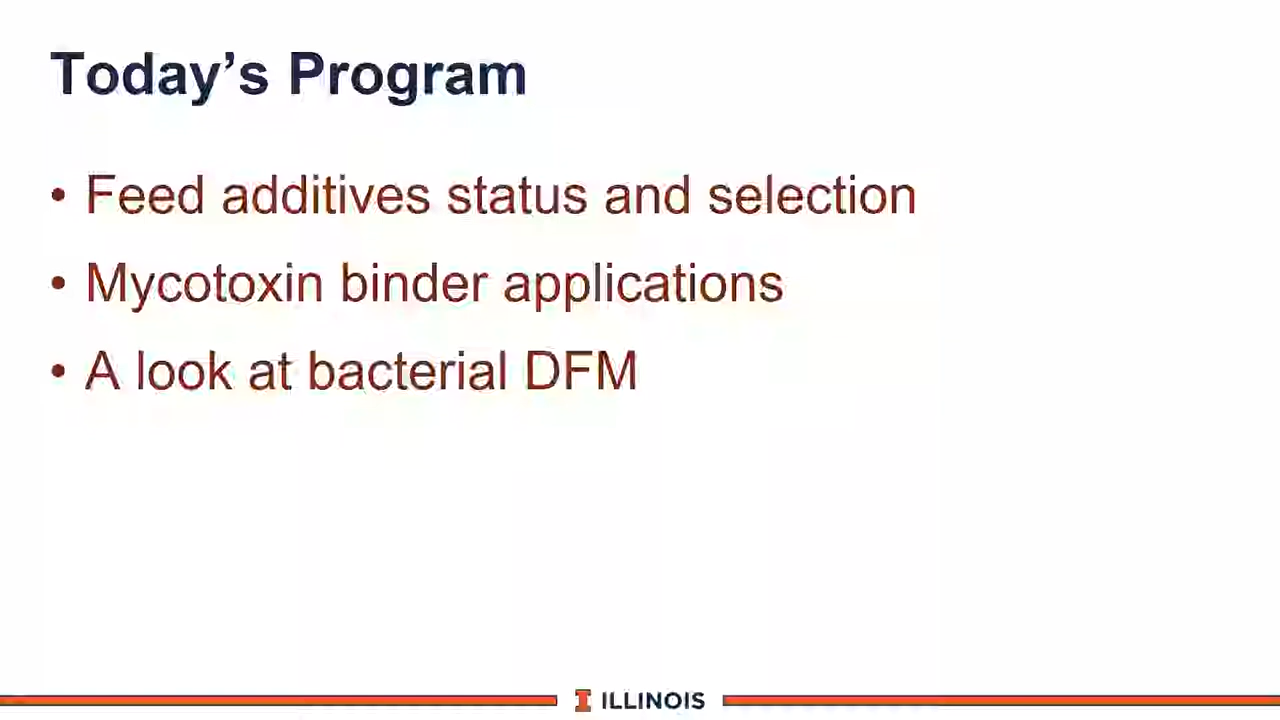 Today’s Program
• Feed additives status and selection
• Mycotoxin binder applications
• A look at bacterial DFM
I ILLINOIS